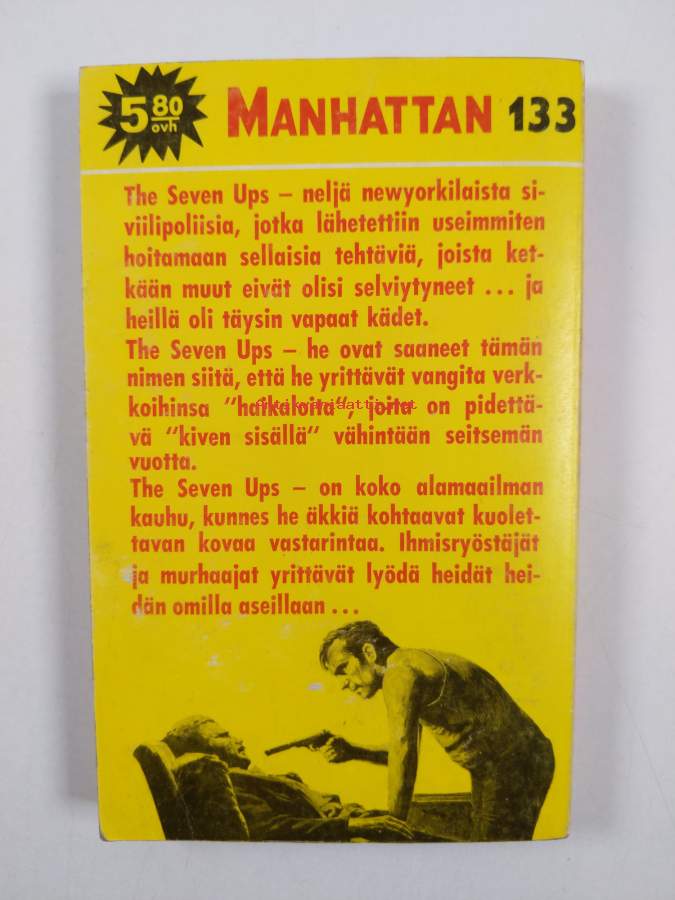 5 80
ovh
MANHATTAN 133
The Seven Ups – neljä newyorkilaista si-
viilipoliisia, jotka lähetettiin useimmiten
hoitamaan sellaisia tehtäviä, joista ket-
kään muut eivät olisi selviytyneet ... ja
heillä oli täysin vapaat kädet.
The Seven Ups – he ovat saaneet tämän
nimen siitä, että he yrittävät vangita verk-
koihinsa "haikaloita", joita on pidettä-
vä "kiven sisällä" vähintään seitsemän
vuotta.
The Seven Ups – on koko alamaailman
kauhu, kunnes he äkkiä kohtaavat kuolet-
tavan kovaa vastarintaa. Ihmisryöstäjät
ja murhaajat yrittävät lyödä heidät hei-
dän omilla aseillaan ...